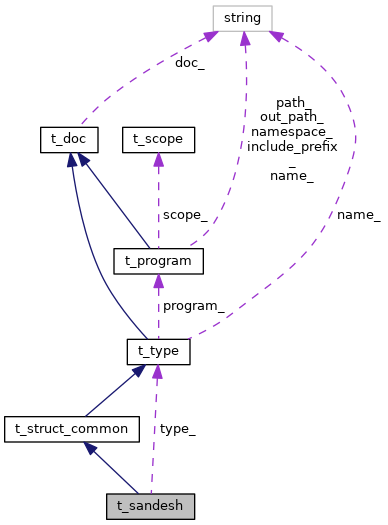 string
doc_
path_
out_path_
namespace_
include_prefix
_
name_
t_doc
t_scope
scope_
name_
t_program
program_
t_type
type_
t_struct_common
t_sandesh